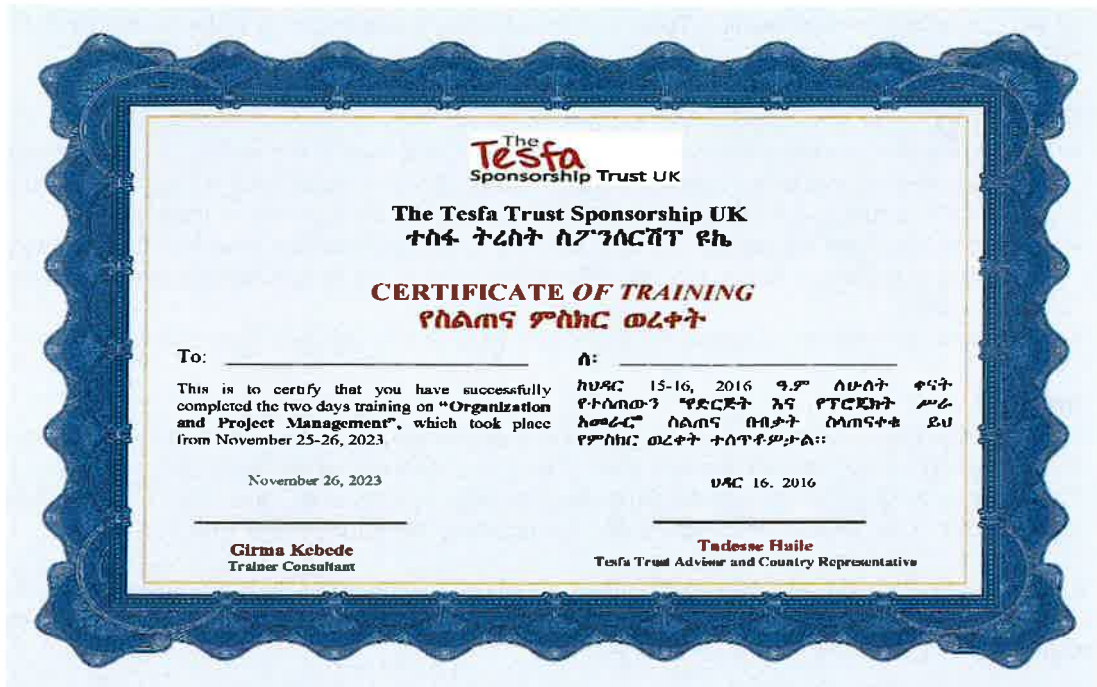 The
Tesfa
Sponsorship Trust UK
The Tesfa Trust Sponsorship UK
ተስፋ ትረስት ስፖንሰርሽፕ ዩኬ
CERTIFICATE OF TRAINING
የስልጠና ምስክር ወረቀት
To:
This is to certify that you have successfully
completed the two days training on “Organization
and Project Management”, which took place
from November 25-26, 2023
November 26, 2023
Girma Kebede
Trainer Consultant
ለ፡
ከህዳር 15-16, 2016 ዓ.ም ለሁለት ቀናት
የተሰጠውን “የድርጅት እና የፕሮጀክት ሥራ
አመራር” ስልጠና በብቃት ስላጠናቀቁ ይህ
የምስክር ወረቀት ተሰጥቶዎታል፡፡
ህዳር 16. 2016
Tadesse Haile
Tesfa Trust Advisor and Country Representative